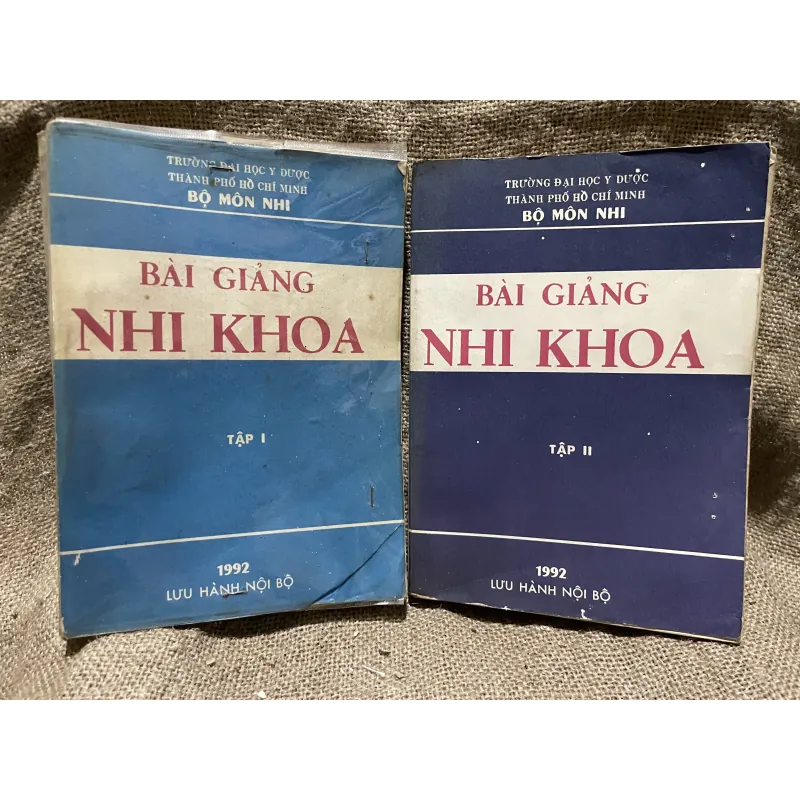 TRƯỜNG ĐẠI HỌC Y DƯỢC
THÀNH PHỐ HỒ CHÍ MINH
BỘ MÔN NHI
BÀI GIẢNG
NHI KHOA
TẬP I
1992
LƯU HÀNH NỘI BỘ
TRƯỜNG ĐẠI HỌC Y DƯỢC
THÀNH PHỐ HỒ CHÍ MINH
BỘ MÔN NHI
BÀI GIẢNG
NHI KHOA
TẬP II
1992
LƯU HÀNH NỘI BỘ